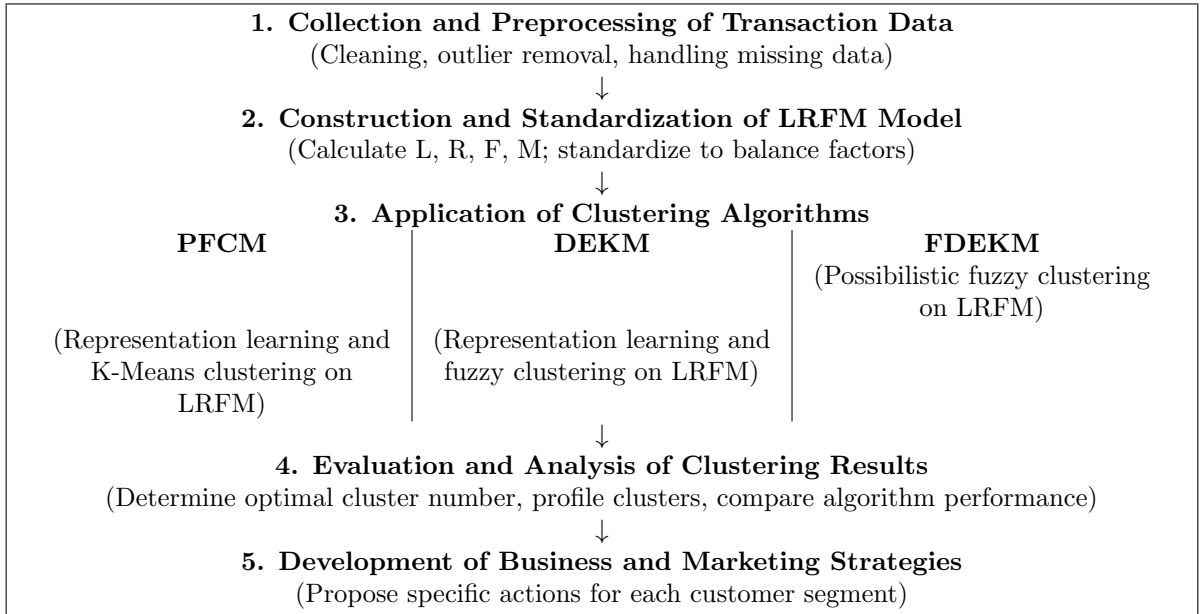 1. Collection and Preprocessing of Transaction Data
(Cleaning, outlier removal, handling missing data)
↓
2. Construction and Standardization of LRFM Model
(Calculate L, R, F, M; standardize to balance factors)
↓
3. Application of Clustering Algorithms
PFCM DEKM FDEKM
(Possibilistic fuzzy clustering
on LRFM)
(Representation learning and
K-Means clustering on
LRFM)
(Representation learning and
fuzzy clustering on LRFM)
↓
4. Evaluation and Analysis of Clustering Results
(Determine optimal cluster number, profile clusters, compare algorithm performance)
↓
5. Development of Business and Marketing Strategies
(Propose specific actions for each customer segment)